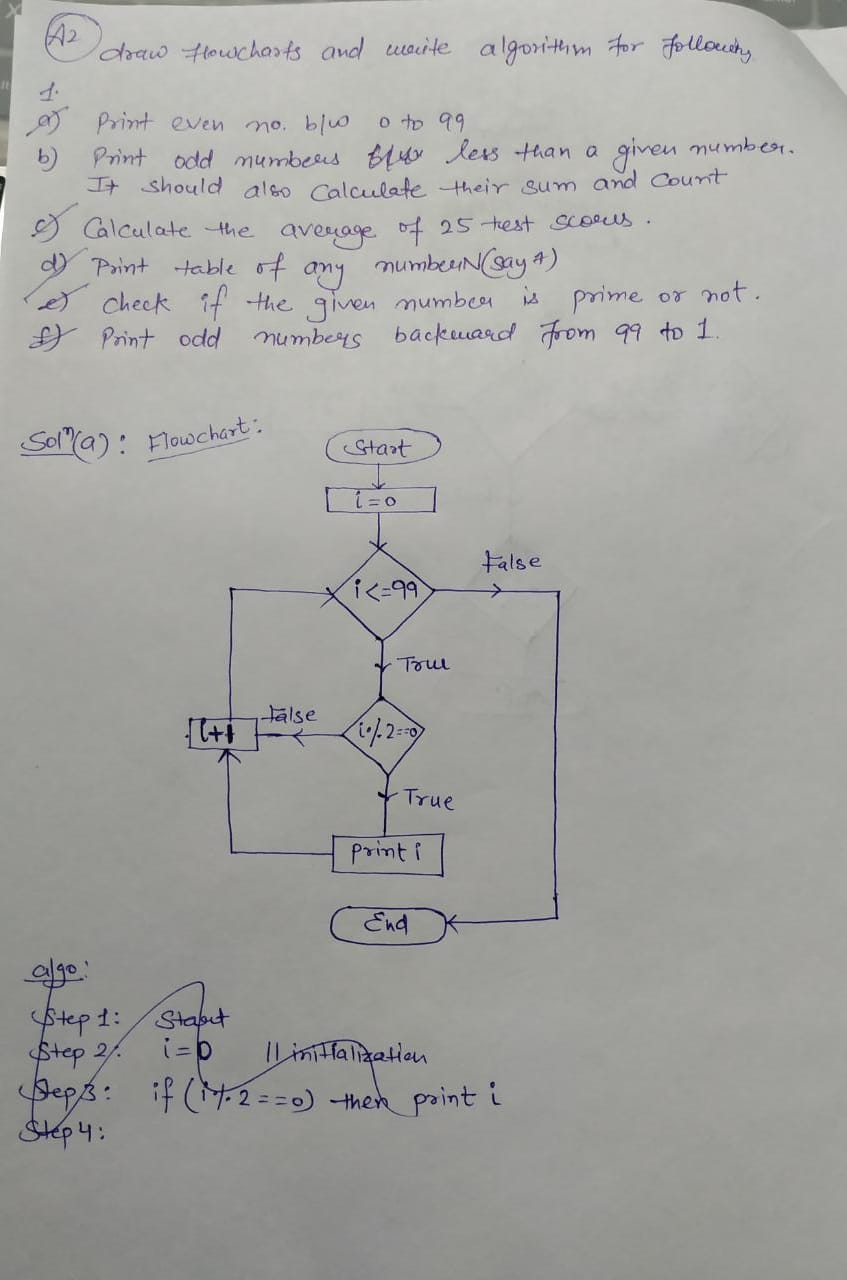 A2
draw flowcharts and write algorithm for following
1.
a) Print even no. b/w 0 to 99
b) Print odd numbers less than a given number.
It should also calculate their sum and count
c) Calculate the average of 25 test scores.
d) Print table of any number N (say 7)
e) check if the given number is prime or not.
f) Print odd numbers backward from 99 to 1.
Solⁿ(a): Flowchart:
Start
i=0
i<=99
False
True
i++
False
i%2==0
True
print i
End
algo:
Step 1: Start
Step 2: i=0 // initialization
Step 3: if (i%2==0) then print i
Step 4: